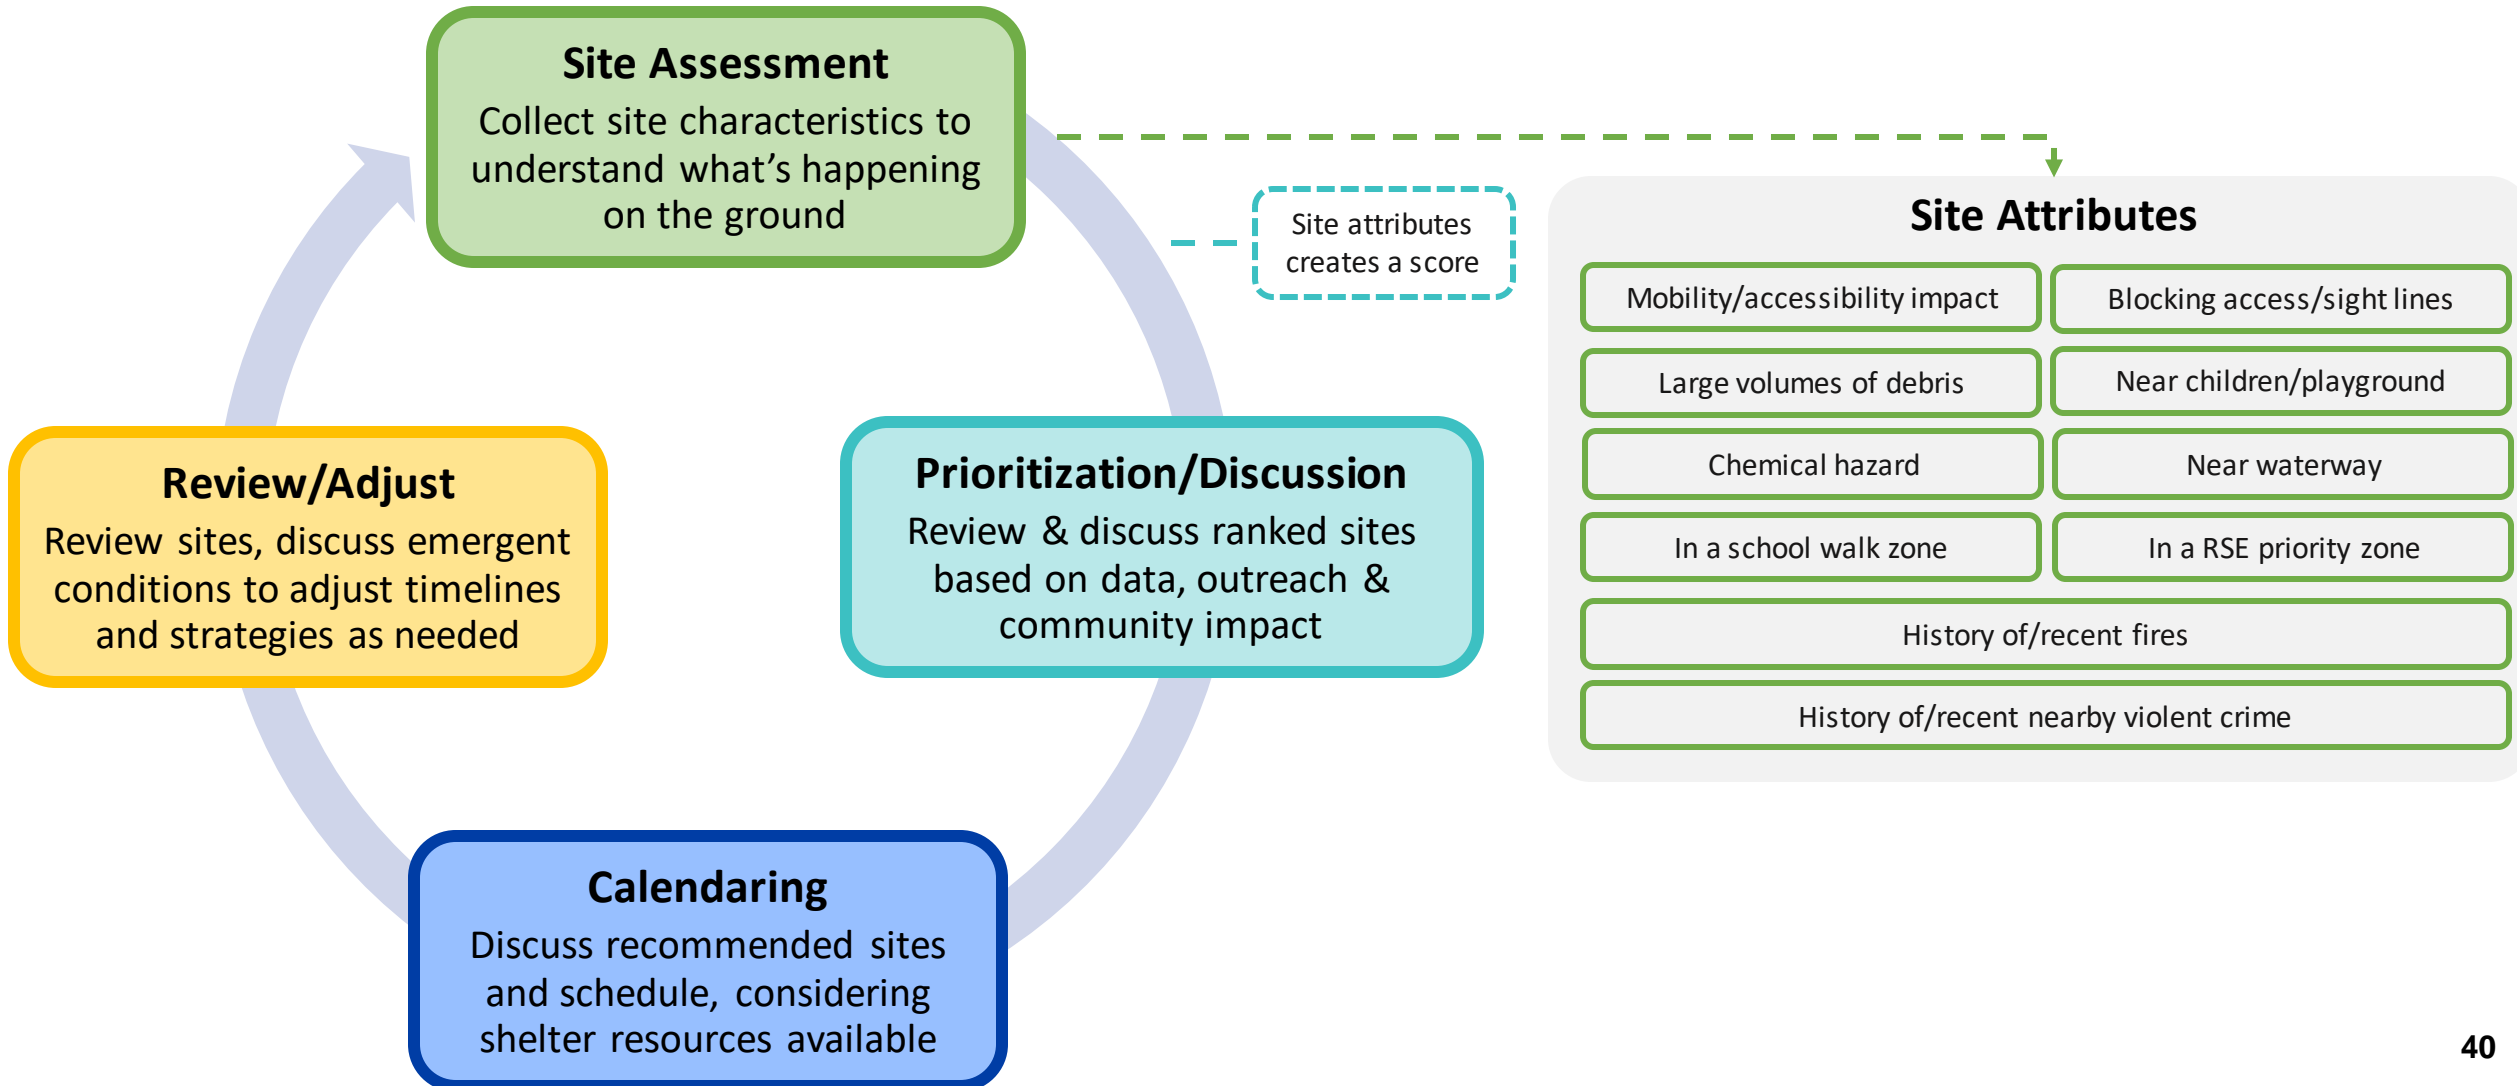 Site Assessment
Collect site characteristics to
understand what's happening
on the ground
Site attributes
creates a score
Prioritization/Discussion
Review & discuss ranked sites
based on data, outreach &
community impact
Calendaring
Discuss recommended sites
and schedule, considering
shelter resources available
Review/Adjust
Review sites, discuss emergent
conditions to adjust timelines
and strategies as needed
Site Attributes
Mobility/accessibility impact
Blocking access/sight lines
Large volumes of debris
Near children/playground
Chemical hazard
Near waterway
In a school walk zone
In a RSE priority zone
History of/recent fires
History of/recent nearby violent crime
40